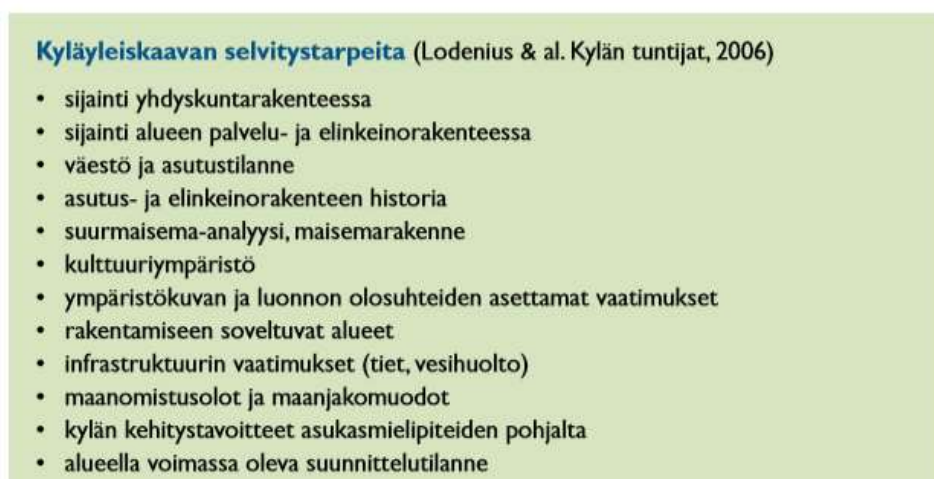 Kyläyleiskaavan selvitystarpeita (Lodenius & al. Kylän tuntijat, 2006)
• sijainti yhdyskuntarakenteessa
• sijainti alueen palvelu- ja elinkeinorakenteessa
• väestö ja asutustilanne
• asutus- ja elinkeinorakenteen historia
• suurmaisema-analyysi, maisemarakenne
• kulttuuriympäristö
• ympäristökuvan ja luonnon olosuhteiden asettamat vaatimukset
• rakentamiseen soveltuvat alueet
• infrastruktuurin vaatimukset (tiet, vesihuolto)
• maanomistusolot ja maanjakomuodot
• kylän kehitystavoitteet asukasmielipiteiden pohjalta
• alueella voimassa oleva suunnittelutilanne